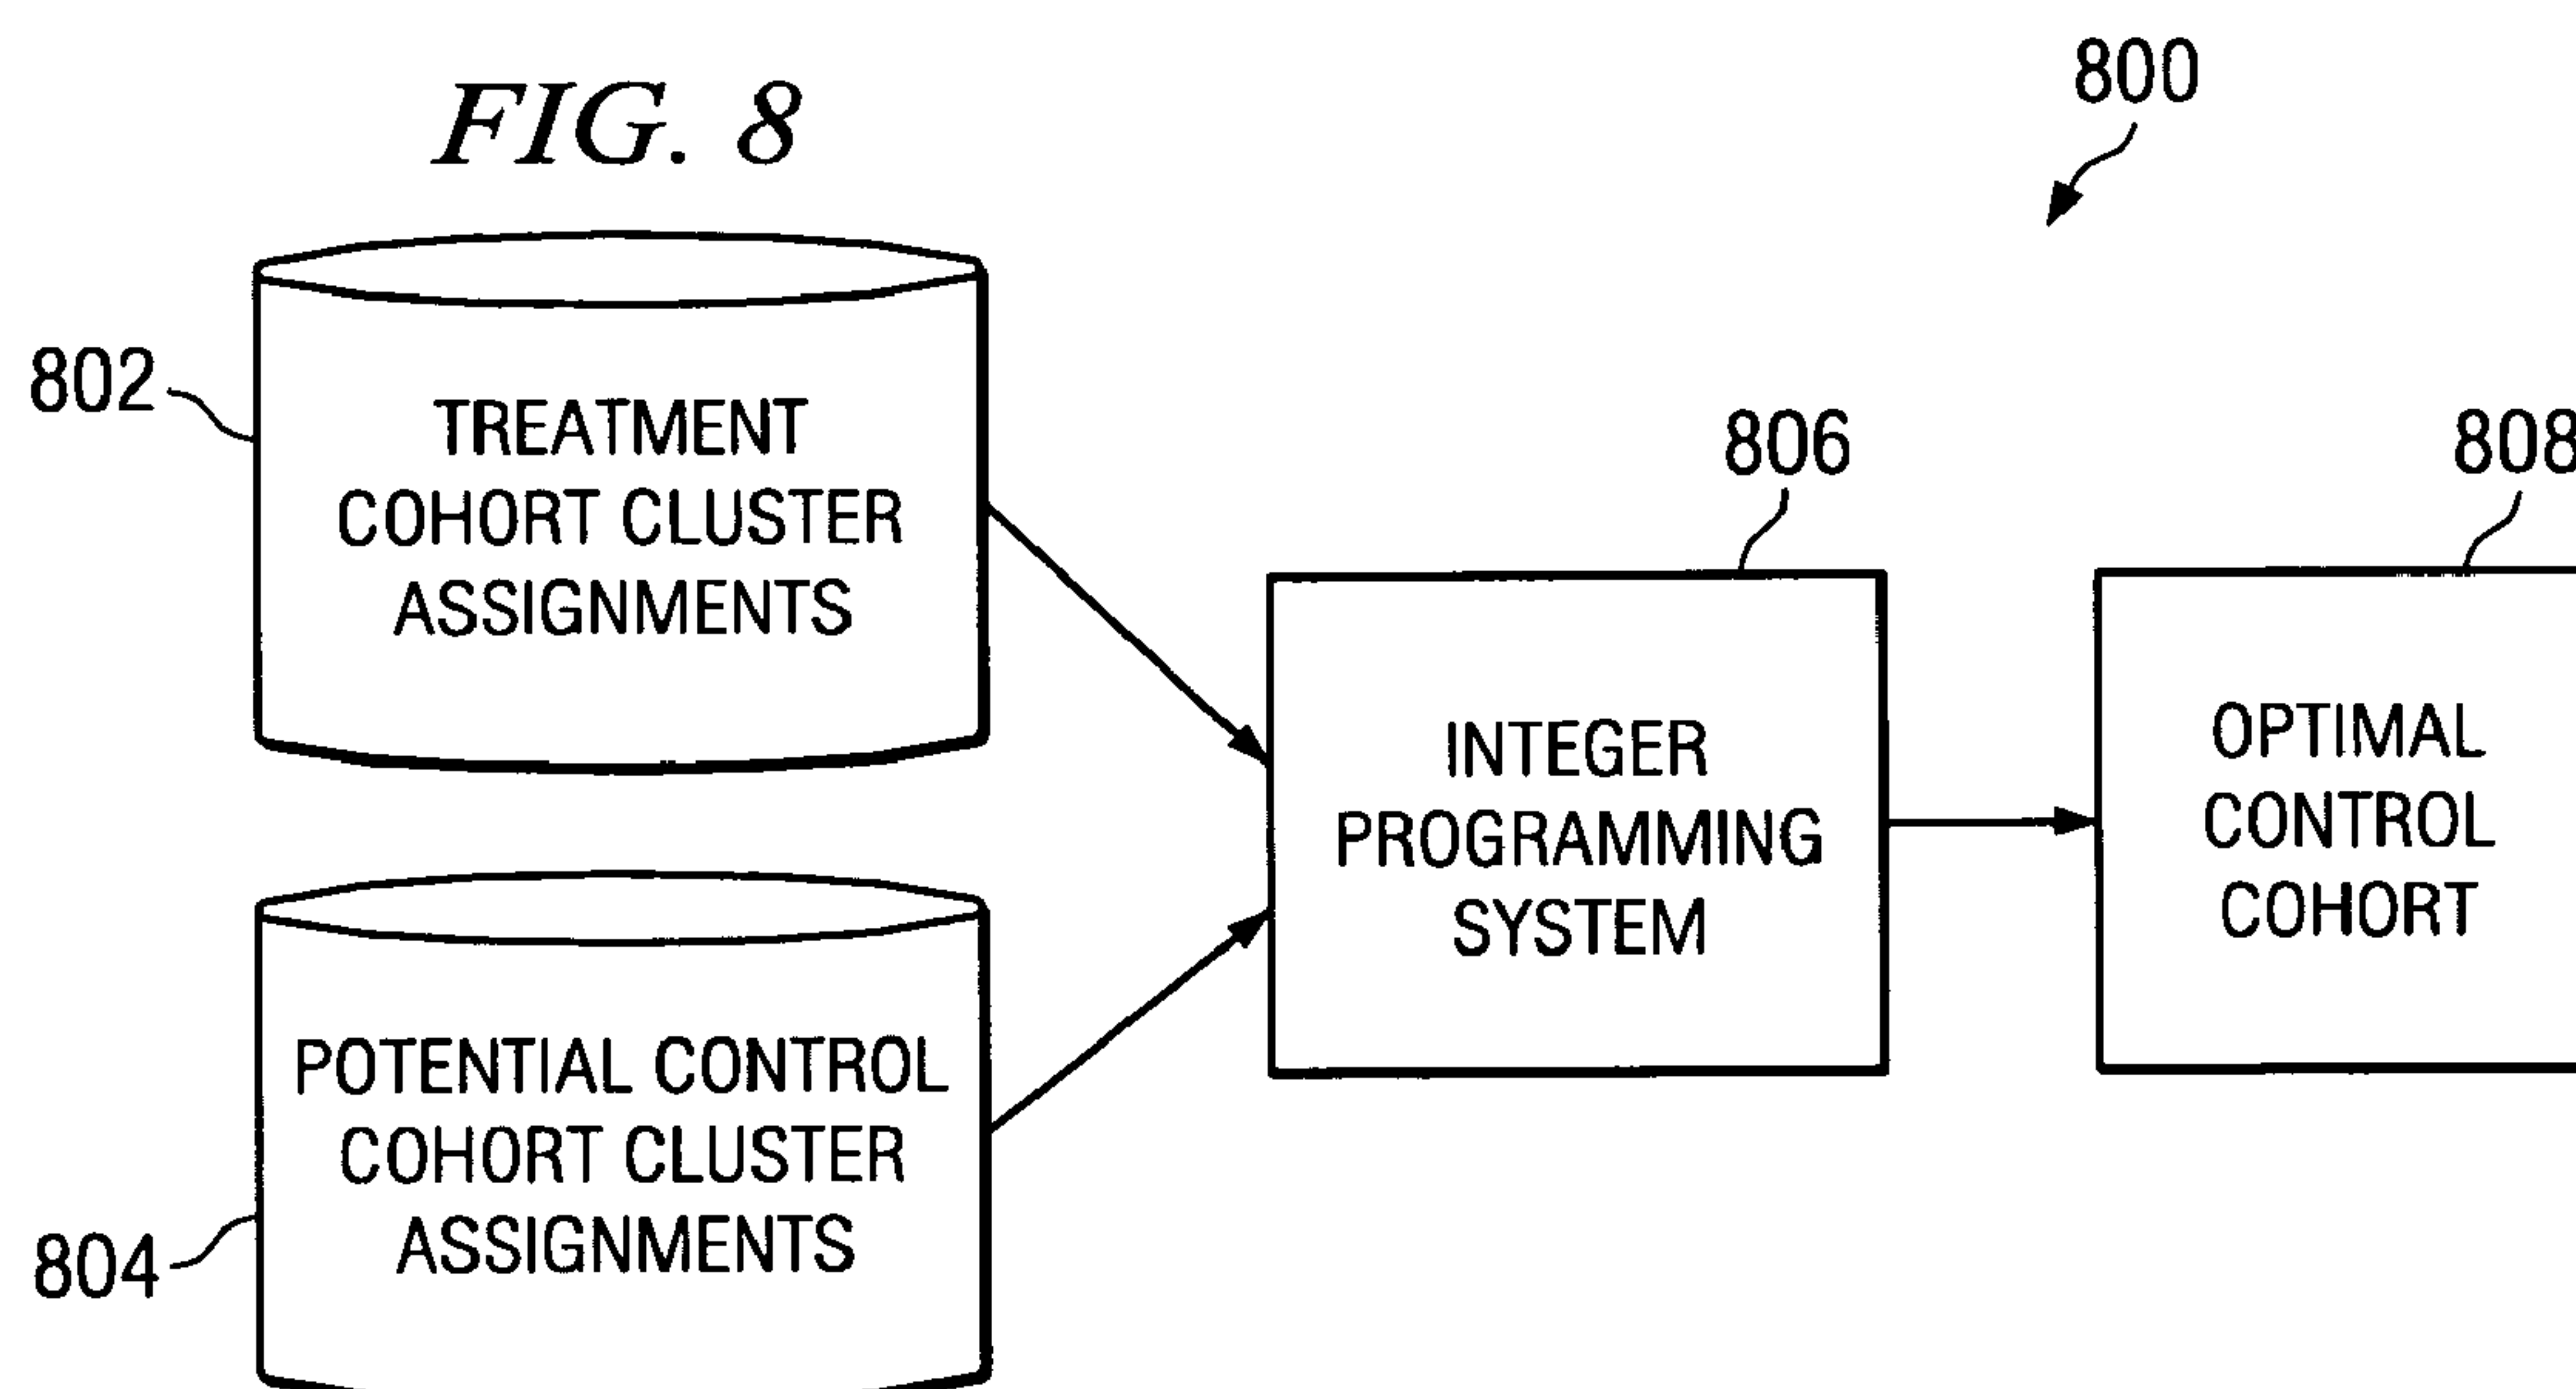 FIG. 8
800
802
TREATMENT
COHORT CLUSTER
ASSIGNMENTS
806
808
INTEGER
PROGRAMMING
SYSTEM
OPTIMAL
CONTROL
COHORT
POTENTIAL CONTROL
COHORT CLUSTER
ASSIGNMENTS
804